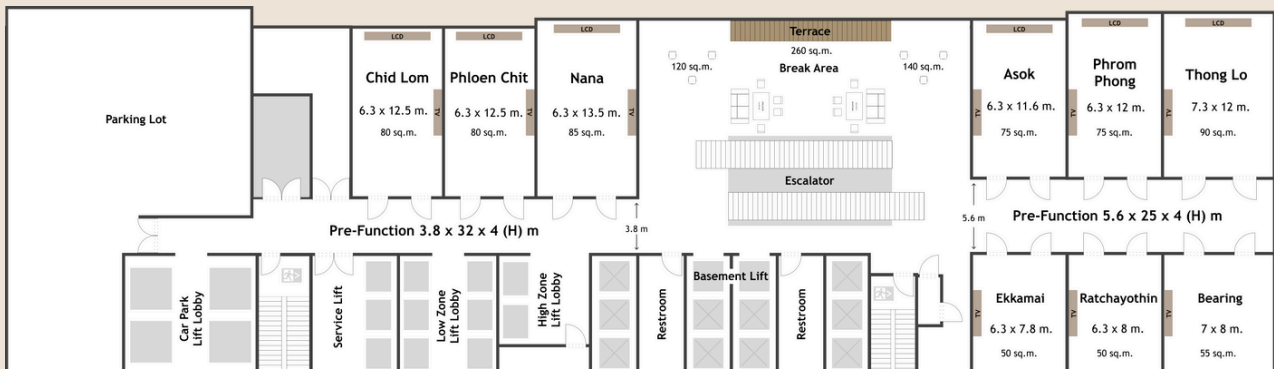 Parking Lot
LCD
Chid Lom
6.3 x 12.5 m.
80 sq.m.
TV
LCD
Phloen Chit
6.3 x 12.5 m.
80 sq.m.
TV
LCD
Nana
6.3 x 13.5 m.
85 sq.m.
TV
Terrace
260 sq.m.
Break Area
120 sq.m.
140 sq.m.
Escalator
LCD
Asok
6.3 x 11.6 m.
75 sq.m.
TV
LCD
Phrom
Phong
6.3 x 12 m.
75 sq.m.
TV
LCD
Thong Lo
7.3 x 12 m.
90 sq.m.
TV
Pre-Function 3.8 x 32 x 4 (H) m
3.8 m
5.6 m
Pre-Function 5.6 x 25 x 4 (H) m
Car Park
Lift Lobby
Service Lift
Low Zone
Lift Lobby
High Zone
Lift Lobby
Restroom
Basement Lift
Restroom
TV
Ekkamai
6.3 x 7.8 m.
50 sq.m.
TV
Ratchayothin
6.3 x 8 m.
50 sq.m.
TV
Bearing
7 x 8 m.
55 sq.m.